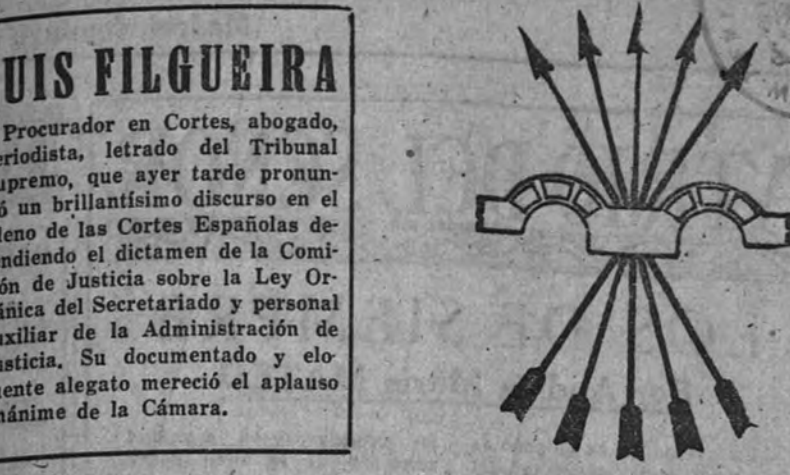 UIS FILGUEIRA
Procurador en Cortes, abogado,
eriodista, letrado del Tribunal
upremo, que ayer tarde pronun-
ó un brillantísimo discurso en el
leno de las Cortes Españolas de-
ndiendo el dictamen de la Comi-
ón de Justicia sobre la Ley Or-
ánica del Secretariado y personal
uxiliar de la Administración de
usticia. Su documentado y elo-
uente alegato mereció el aplauso
nánime de la Cámara.